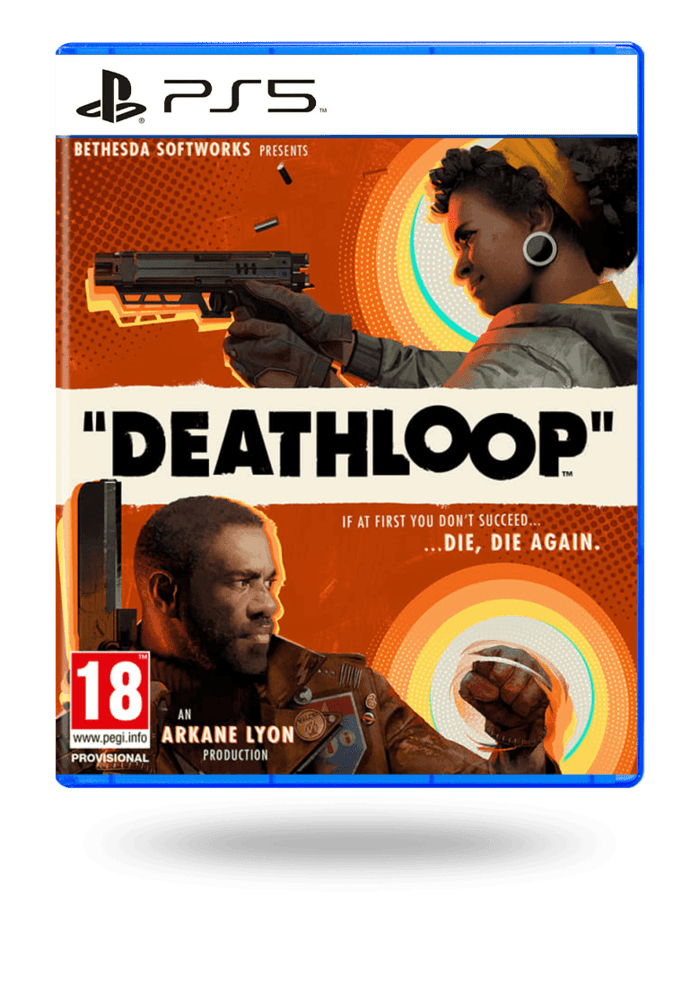 PS5
BETHESDA SOFTWORKS PRESENTS
"DEATHLOOP"™
IF AT FIRST YOU DON'T SUCCEED...
...DIE, DIE AGAIN.
18
www.pegi.info
PROVISIONAL
AN
ARKANE LYON
PRODUCTION